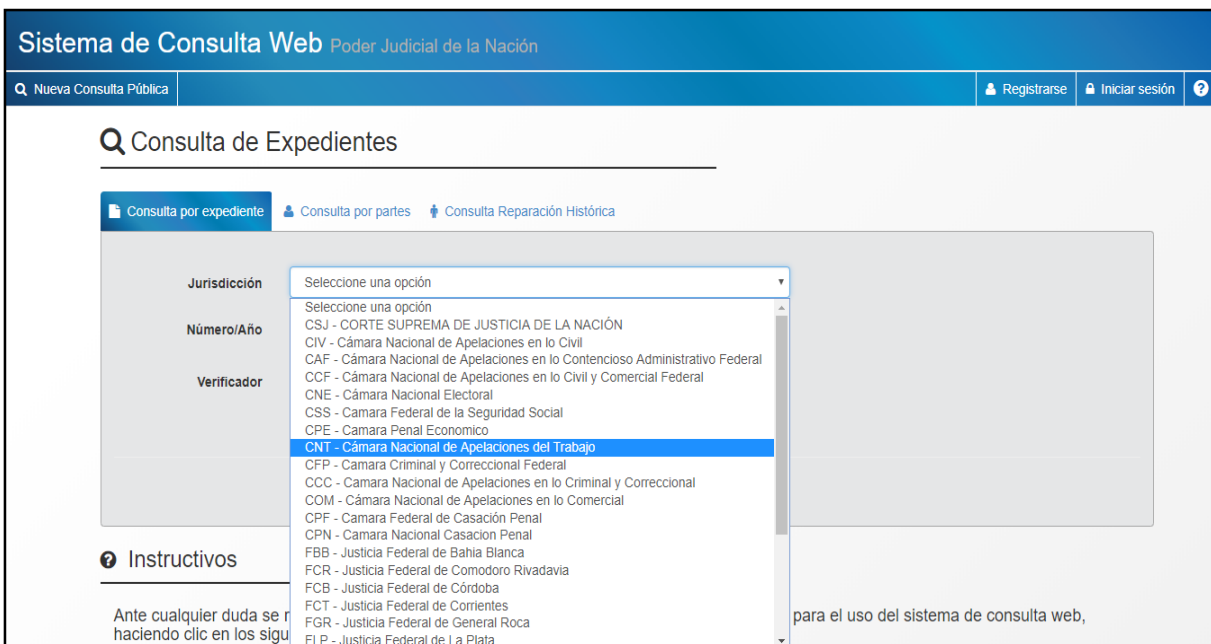 Sistema de Consulta Web Poder Judicial de la Nación
Nueva Consulta Pública
Registrarse
Iniciar sesión
Consulta de Expedientes
Consulta por expediente
Consulta por partes
Consulta Reparación Histórica
Jurisdicción
Seleccione una opción
Número/Año
Verificador
Seleccione una opción
CSJ - CORTE SUPREMA DE JUSTICIA DE LA NACIÓN
CIV - Cámara Nacional de Apelaciones en lo Civil
CAF - Cámara Nacional de Apelaciones en lo Contencioso Administrativo Federal
CCF - Cámara Nacional de Apelaciones en lo Civil y Comercial Federal
CNE - Cámara Nacional Electoral
CSS - Camara Federal de la Seguridad Social
CPE - Camara Penal Economico
CNT - Cámara Nacional de Apelaciones del Trabajo
CFP - Camara Criminal y Correccional Federal
CCC - Camara Nacional de Apelaciones en lo Criminal y Correccional
COM - Cámara Nacional de Apelaciones en lo Comercial
CPF - Camara Federal de Casación Penal
CPN - Camara Nacional Casacion Penal
FBB - Justicia Federal de Bahia Blanca
FCR - Justicia Federal de Comodoro Rivadavia
FCB - Justicia Federal de Córdoba
FCT - Justicia Federal de Corrientes
FGR - Justicia Federal de General Roca
FLP - Justicia Federal de La Plata
Instructivos
Ante cualquier duda se para el uso del sistema de consulta web,
haciendo clic en los